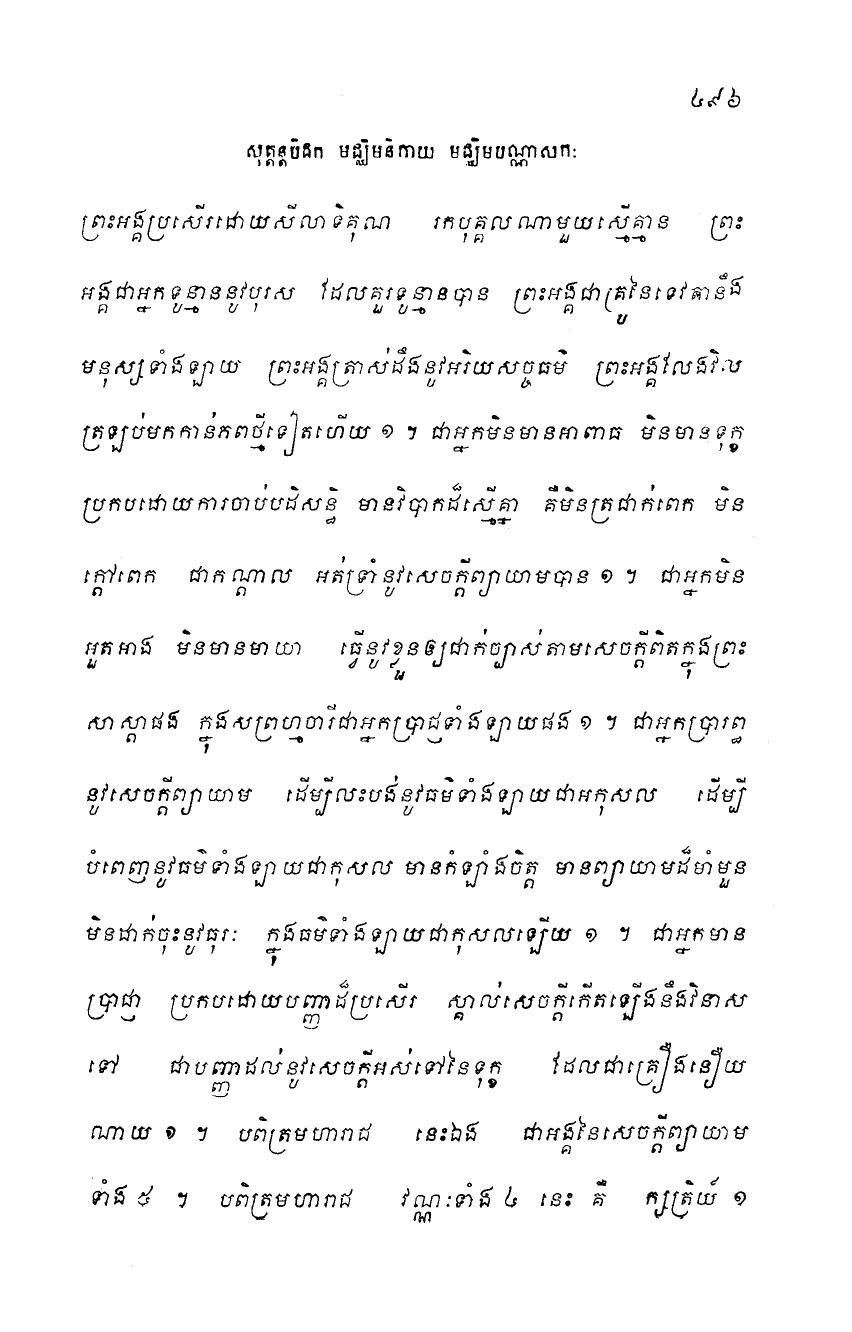 ៤៩៦
សុត្តន្តបិដក មជ្ឈិមនិកាយ មជ្ឈិមបណ្ណាសកៈ
ព្រះអង្គប្រសើរដោយសីលាទិគុណ រកបុគ្គលណាមួយស្មើគ្មាន ព្រះ
អង្គជាអ្នកទូន្មាននូវបុរស ដែលគួរទូន្មានបាន ព្រះអង្គជាគ្រូនៃទេវតានឹង
មនុស្សទាំងឡាយ ព្រះអង្គត្រាស់ដឹងនូវអរិយសច្ចធម៌ ព្រះអង្គលែងវិល
ត្រឡប់មកកាន់ភពថ្មីទៀតហើយ ១ ។ ជាអ្នកមិនមានអាពាធ មិនមានទុក្ខ
ប្រកបដោយការចាប់បដិសន្ធិ មានវិបាកដ៏ស្មើគ្នា គឺមិនត្រជាក់ពេក មិន
ក្តៅពេក ជាកណ្តាល អត់ទ្រាំនូវសេចក្តីព្យាយាមបាន ១ ។ ជាអ្នកមិន
អួតអាង មិនមានមាយា ធ្វើនូវខ្លួនឲ្យជាក់ច្បាស់តាមសេចក្តីពិតក្នុងព្រះ
សាស្តាផង ក្នុងសព្រហ្មចារីជាអ្នកប្រាជ្ញទាំងឡាយផង ១ ។ ជាអ្នកប្រារព្ធ
នូវសេចក្តីព្យាយាម ដើម្បីលះបង់នូវធម៌ទាំងឡាយជាអកុសល ដើម្បី
បំពេញនូវធម៌ទាំងឡាយជាកុសល មានកំឡាំងចិត្ត មានព្យាយាមដ៏មាំមួន
មិនដាក់ចុះនូវធុរៈ ក្នុងធម៌ទាំងឡាយជាកុសលឡើយ ១ ។ ជាអ្នកមាន
ប្រាជ្ញា ប្រកបដោយបញ្ញាដ៏ប្រសើរ ស្គាល់សេចក្តីកើតឡើងនឹងវិនាស
ទៅ ជាបញ្ញាដល់នូវសេចក្តីអស់ទៅនៃទុក្ខ ដែលជាគ្រឿងនឿយ
ណាយ ១ ។ បពិត្រមហារាជ នេះឯង ជាអង្គនៃសេចក្តីព្យាយាម
ទាំង ៥ ។ បពិត្រមហារាជ វណ្ណៈទាំង ៤ នេះ គឺ ក្សត្រិយ៍ ១